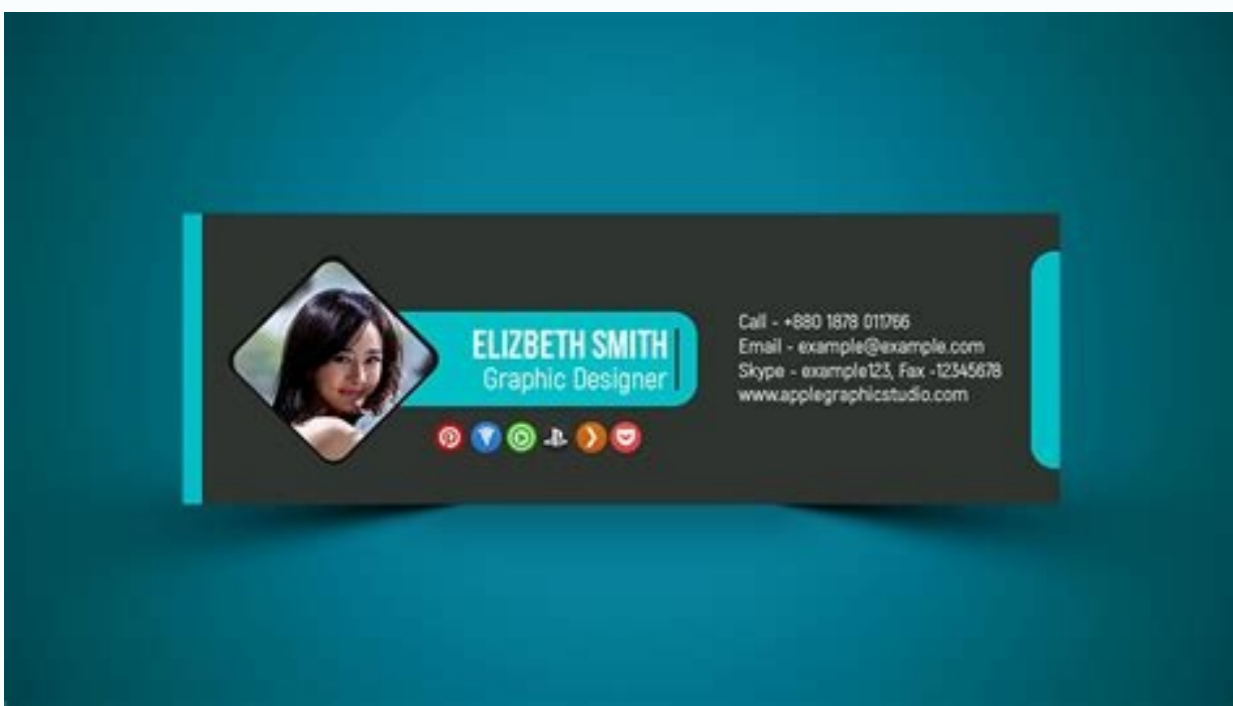 ELIZBETH SMITH
Graphic Designer
Call - +880 1878 011766
Email - example@example.com
Skype - example123, Fax -12345678
www.applegraphicstudio.com